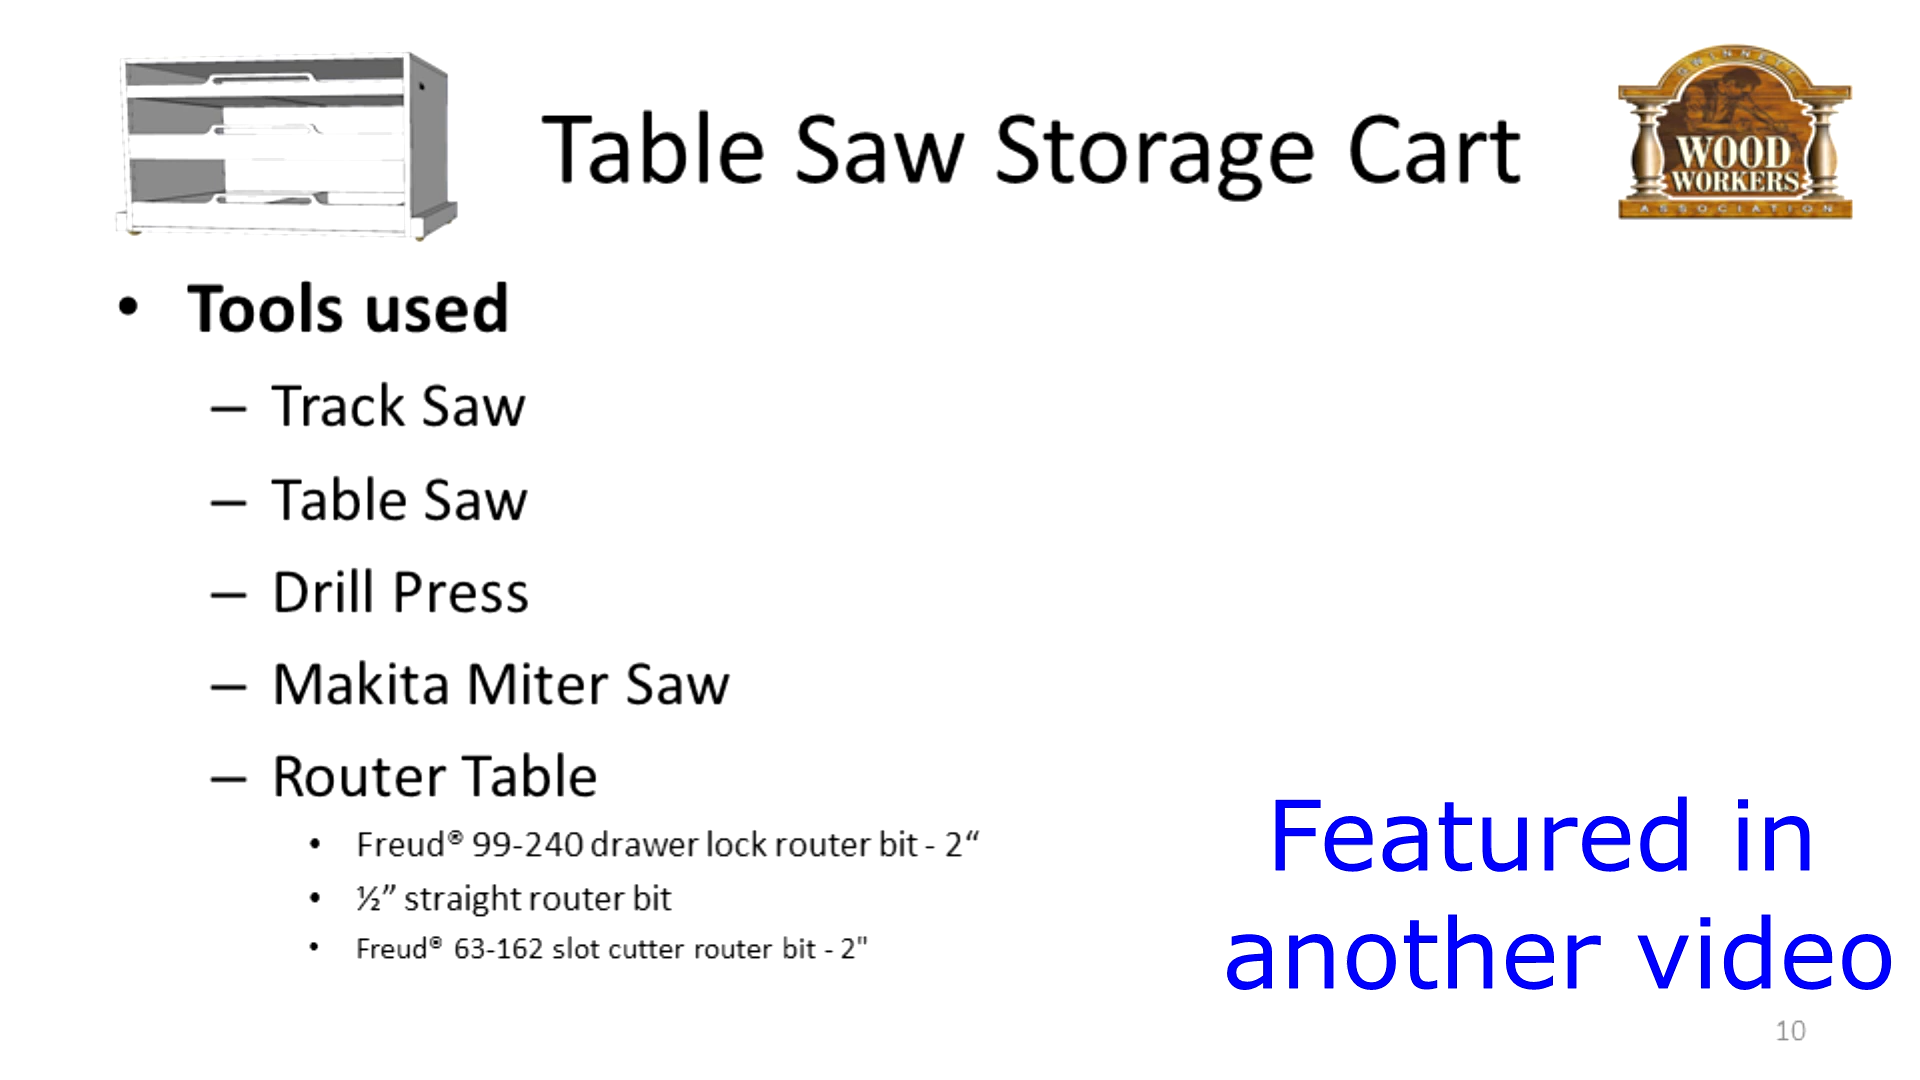 Table Saw Storage Cart
GWINNETT
WOOD
WORKERS
ASSOCIATION
• Tools used
– Track Saw
– Table Saw
– Drill Press
– Makita Miter Saw
– Router Table
• Freud® 99-240 drawer lock router bit - 2“
• ½” straight router bit
• Freud® 63-162 slot cutter router bit - 2"
Featured in
another video
10